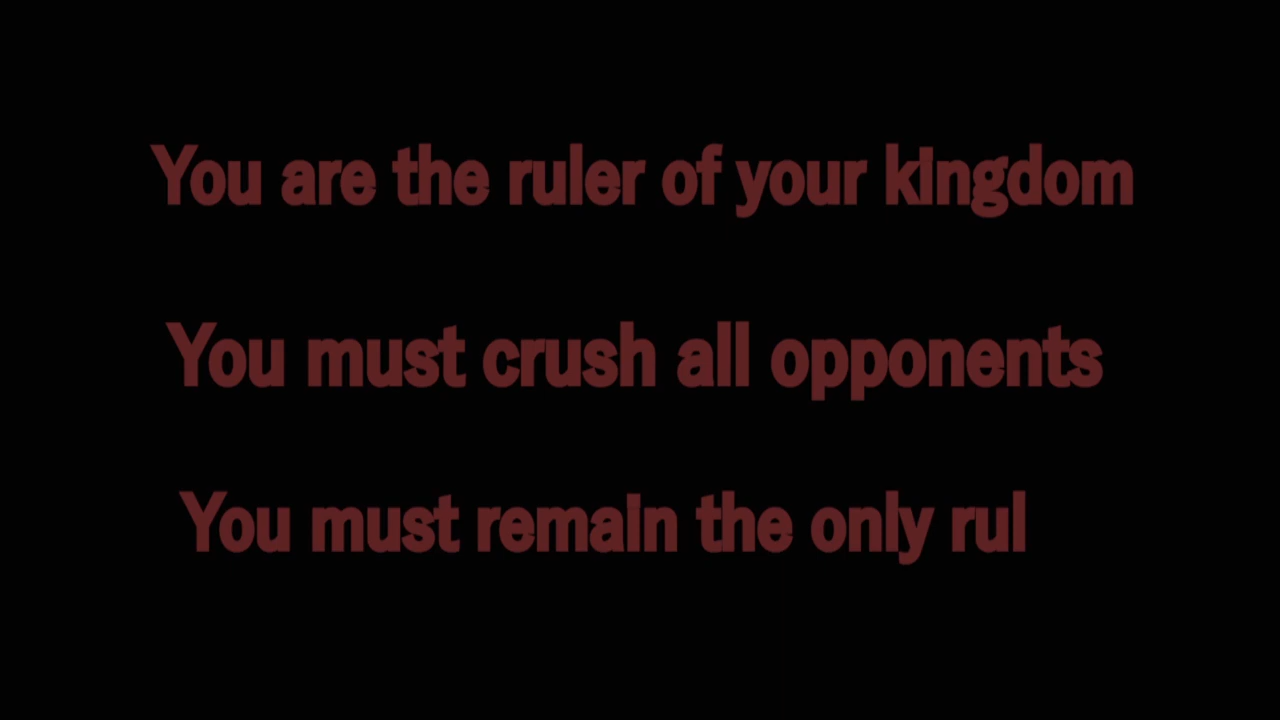 You are the ruler of your kingdom
You must crush all opponents
You must remain the only rul